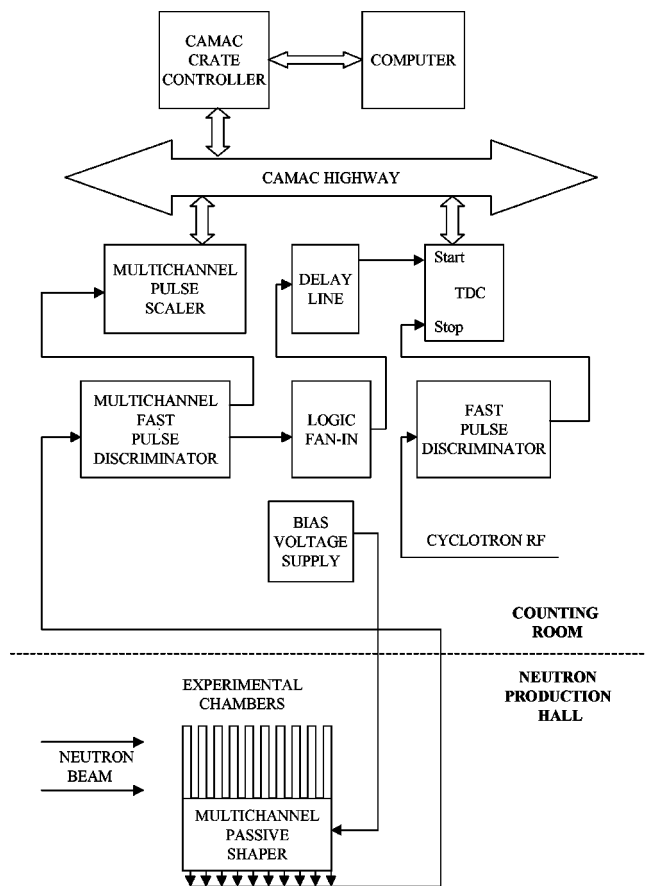 CAMAC
CRATE
CONTROLLER
COMPUTER
CAMAC HIGHWAY
MULTICHANNEL
PULSE
SCALER
DELAY
LINE
Start
TDC
Stop
MULTICHANNEL
FAST
PULSE
DISCRIMINATOR
LOGIC
FAN-IN
FAST
PULSE
DISCRIMINATOR
BIAS
VOLTAGE
SUPPLY
CYCLOTRON RF
COUNTING
ROOM
NEUTRON
PRODUCTION
HALL
EXPERIMENTAL
CHAMBERS
NEUTRON
BEAM
MULTICHANNEL
PASSIVE
SHAPER